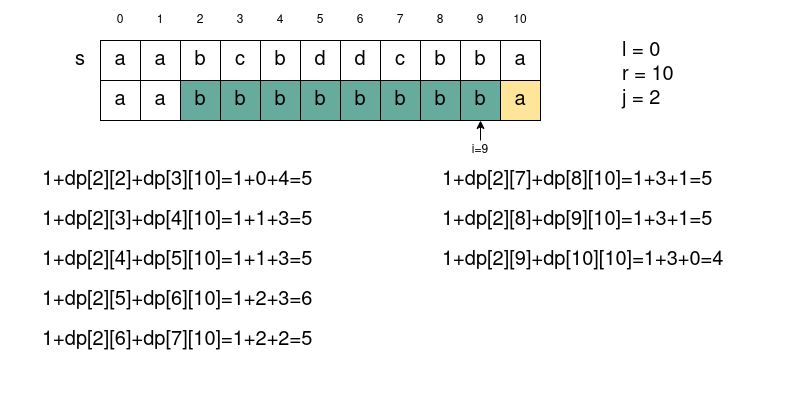 0 1 2 3 4 5 6 7 8 9 10
s a a b c b d d c b b a
a a b b b b b b b b a
i=9
l = 0
r = 10
j = 2
1+dp[2][2]+dp[3][10]=1+0+4=5
1+dp[2][3]+dp[4][10]=1+1+3=5
1+dp[2][4]+dp[5][10]=1+1+3=5
1+dp[2][5]+dp[6][10]=1+2+3=6
1+dp[2][6]+dp[7][10]=1+2+2=5
1+dp[2][7]+dp[8][10]=1+3+1=5
1+dp[2][8]+dp[9][10]=1+3+1=5
1+dp[2][9]+dp[10][10]=1+3+0=4